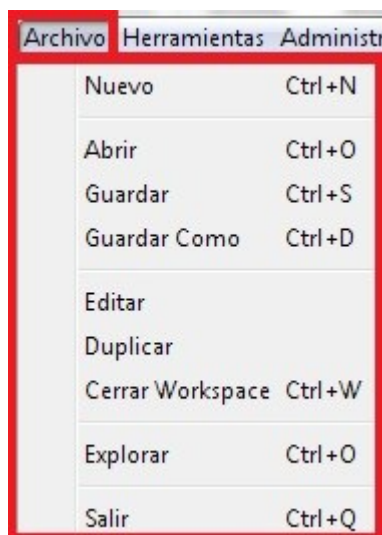 Archivo Herramientas Administr
Nuevo Ctrl+N
Abrir Ctrl+O
Guardar Ctrl+S
Guardar Como Ctrl+D
Editar
Duplicar
Cerrar Workspace Ctrl+W
Explorar Ctrl+O
Salir Ctrl+Q